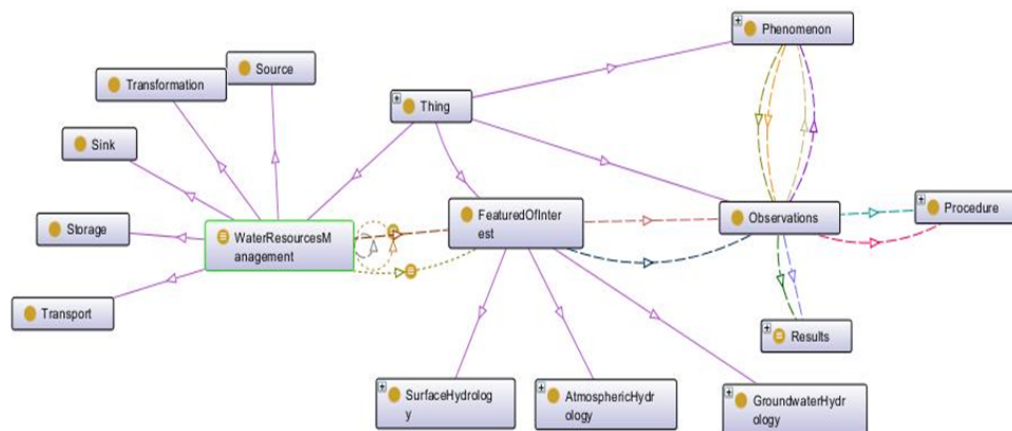 Phenomenon
Source
Transformation
Thing
Sink
FeaturedOfInter
est
Observations
Procedure
Storage
WaterResourcesM
anagement
Transport
Results
SurfaceHydrolog
y
AtmosphericHydr
ology
GroundwaterHydr
ology